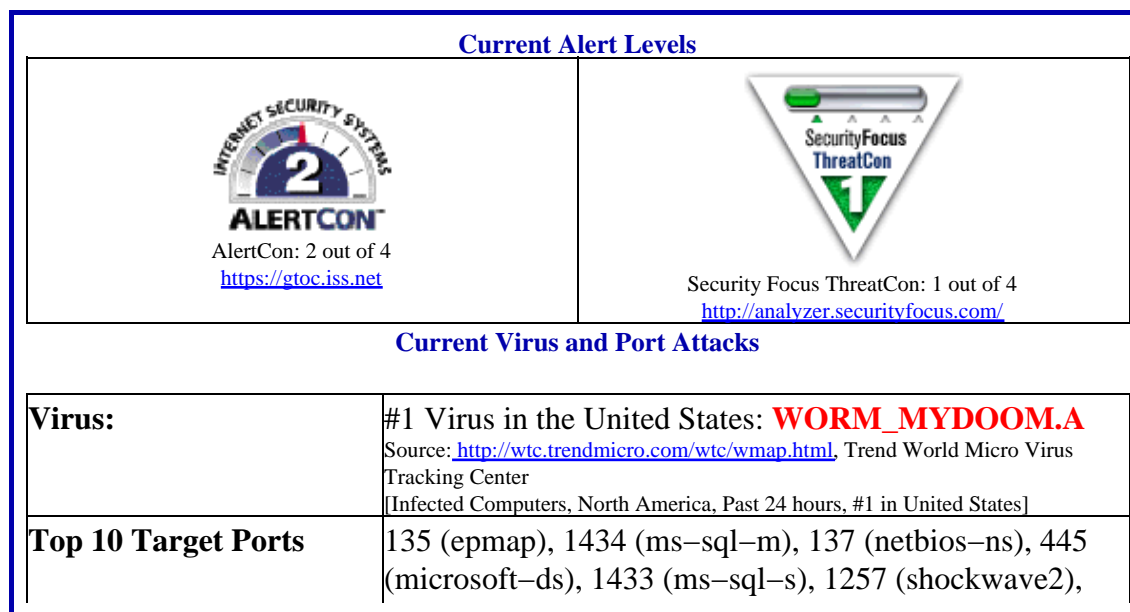 Current Alert Levels
INTERNET SECURITY SYSTEMS
2
ALERTCON™
AlertCon: 2 out of 4
https://gtoc.iss.net
SecurityFocus
ThreatCon
1
Security Focus ThreatCon: 1 out of 4
http://analyzer.securityfocus.com/
Current Virus and Port Attacks
Virus:
#1 Virus in the United States: WORM_MYDOOM.A
Source: http://wtc.trendmicro.com/wtc/wmap.html, Trend World Micro Virus
Tracking Center
[Infected Computers, North America, Past 24 hours, #1 in United States]
Top 10 Target Ports
135 (epmap), 1434 (ms−sql−m), 137 (netbios−ns), 445
(microsoft−ds), 1433 (ms−sql−s), 1257 (shockwave2),